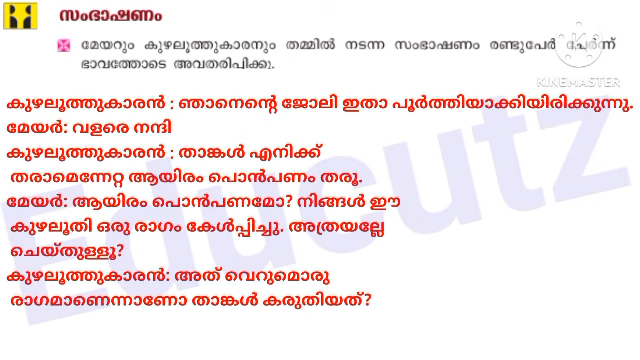 സംഭാഷണം
മേയറും കുഴലൂത്തുകാരനും തമ്മിൽ നടന്ന സംഭാഷണം രണ്ടുപേർ ചേർന്ന്
ഭാവത്തോടെ അവതരിപ്പിക്കൂ.
KINEMASTER
കുഴലൂത്തുകാരൻ : ഞാനെന്റെ ജോലി ഇതാ പൂർത്തിയാക്കിയിരിക്കുന്നു.
മേയർ: വളരെ നന്ദി
കുഴലൂത്തുകാരൻ : താങ്കൾ എനിക്ക്
തരാമെന്നേറ്റ ആയിരം പൊൻപണം തരൂ.
മേയർ: ആയിരം പൊൻപണമോ? നിങ്ങൾ ഈ
കുഴലൂതി ഒരു രാഗം കേൾപ്പിച്ചു. അത്രയല്ലേ
ചെയ്തുള്ളൂ?
കുഴലൂത്തുകാരൻ: അത് വെറുമൊരു
രാഗമാണെന്നാണോ താങ്കൾ കരുതിയത്?
Educutz